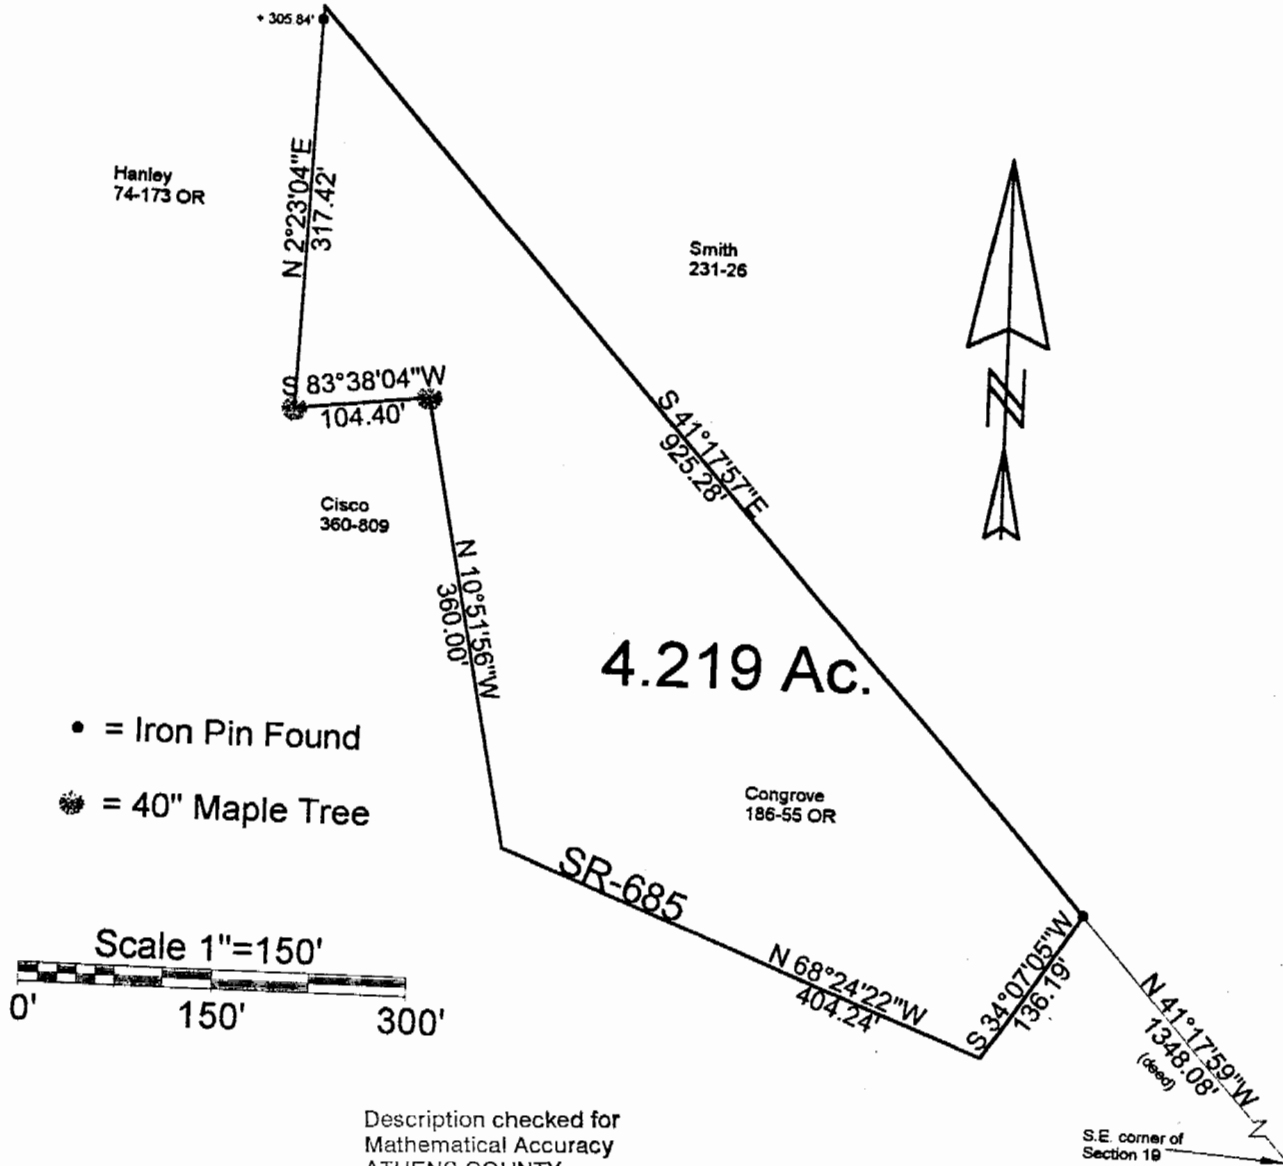 + 305.84'
Hanley
74-173 OR
N 2°23'04"E
317.42'
Smith
231-26
N
S 83°38'04"W
104.40'
S 41°17'57"E
925.28'
Cisco
360-809
N 10°51'56"W
360.00'
4.219 Ac.
• = Iron Pin Found
= 40" Maple Tree
Congrove
186-55 OR
SR-685
Scale 1"=150'
0' 150' 300'
N 68°24'22"W
404.24'
S 34°07'05"W
136.19'
N 41°17'59"W
1348.08'
(deed)
Description checked for
Mathematical Accuracy
ATHENS COUNTY
S.E. corner of
Section 19